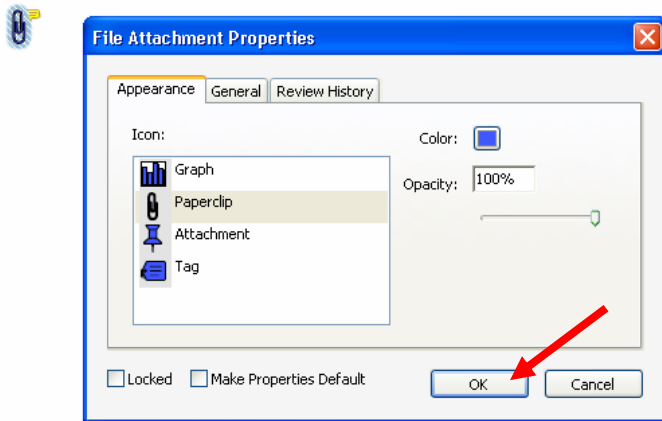 File Attachment Properties
Appearance General Review History
Icon:
Color:
Graph
Opacity: 100%
Paperclip
Attachment
Tag
Locked Make Properties Default OK Cancel